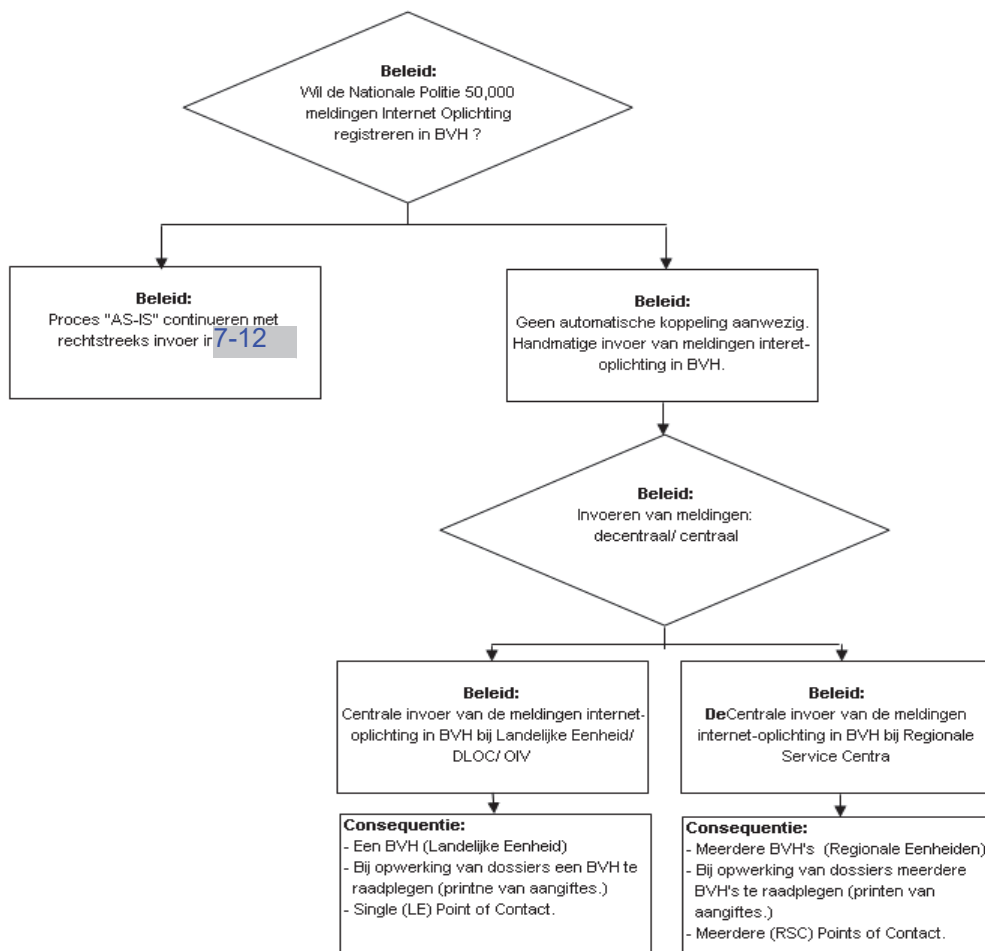 Beleid:
Wil de Nationale Politie 50,000
meldingen Internet Oplichting
registreren in BVH ?
Beleid:
Proces "AS-IS" continueren met
rechtstreeks invoer in
7-12
Beleid:
Geen automatische koppeling aanwezig.
Handmatige invoer van meldingen interet-
oplichting in BVH.
Beleid:
Invoeren van meldingen:
decentraal/ centraal
Beleid:
Centrale invoer van de meldingen internet-
oplichting in BVH bij Landelijke Eenheid/
DLOC/ OIV
Beleid:
DeCentrale invoer van de meldingen
internet-oplichting in BVH bij Regionale
Service Centra
Consequentie:
- Een BVH (Landelijke Eenheid)
- Bij opwerking van dossiers een BVH te
raadplegen (printne van aangiftes.)
- Single (LE) Point of Contact.
Consequentie:
- Meerdere BVH's (Regionale Eenheiden)
- Bij opwerking van dossiers meerdere
BVH's te raadplegen (printen van
aangiftes.)
- Meerdere (RSC) Points of Contact.